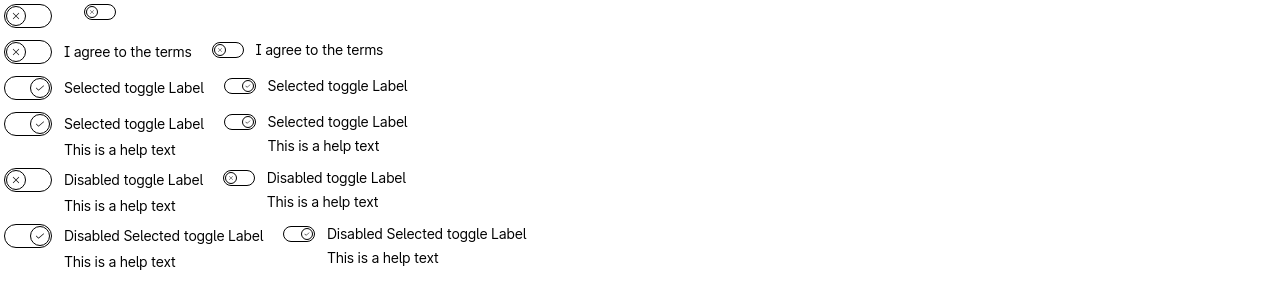 I agree to the terms I agree to the terms
Selected toggle Label Selected toggle Label
Selected toggle Label Selected toggle Label
This is a help text This is a help text
Disabled toggle Label Disabled toggle Label
This is a help text This is a help text
Disabled Selected toggle Label Disabled Selected toggle Label
This is a help text This is a help text